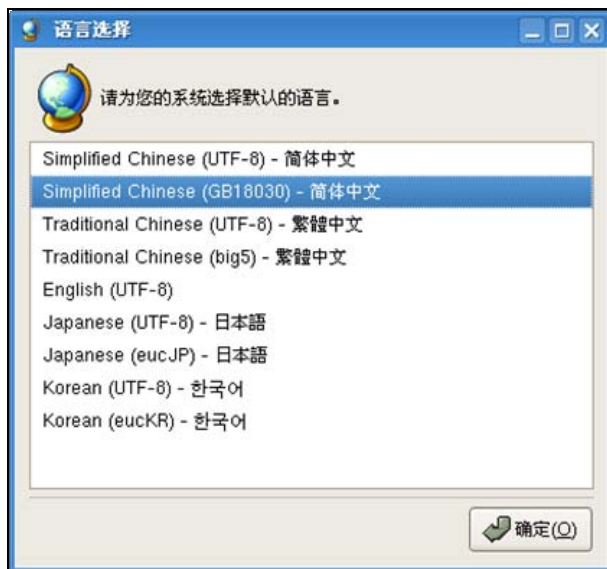 语言选择
请为您的系统选择默认的语言。
Simplified Chinese (UTF-8) - 简体中文
Simplified Chinese (GB18030) - 简体中文
Traditional Chinese (UTF-8) - 繁體中文
Traditional Chinese (big5) - 繁體中文
English (UTF-8)
Japanese (UTF-8) - 日本語
Japanese (eucJP) - 日本語
Korean (UTF-8) - 한국어
Korean (eucKR) - 한국어
确定(O)